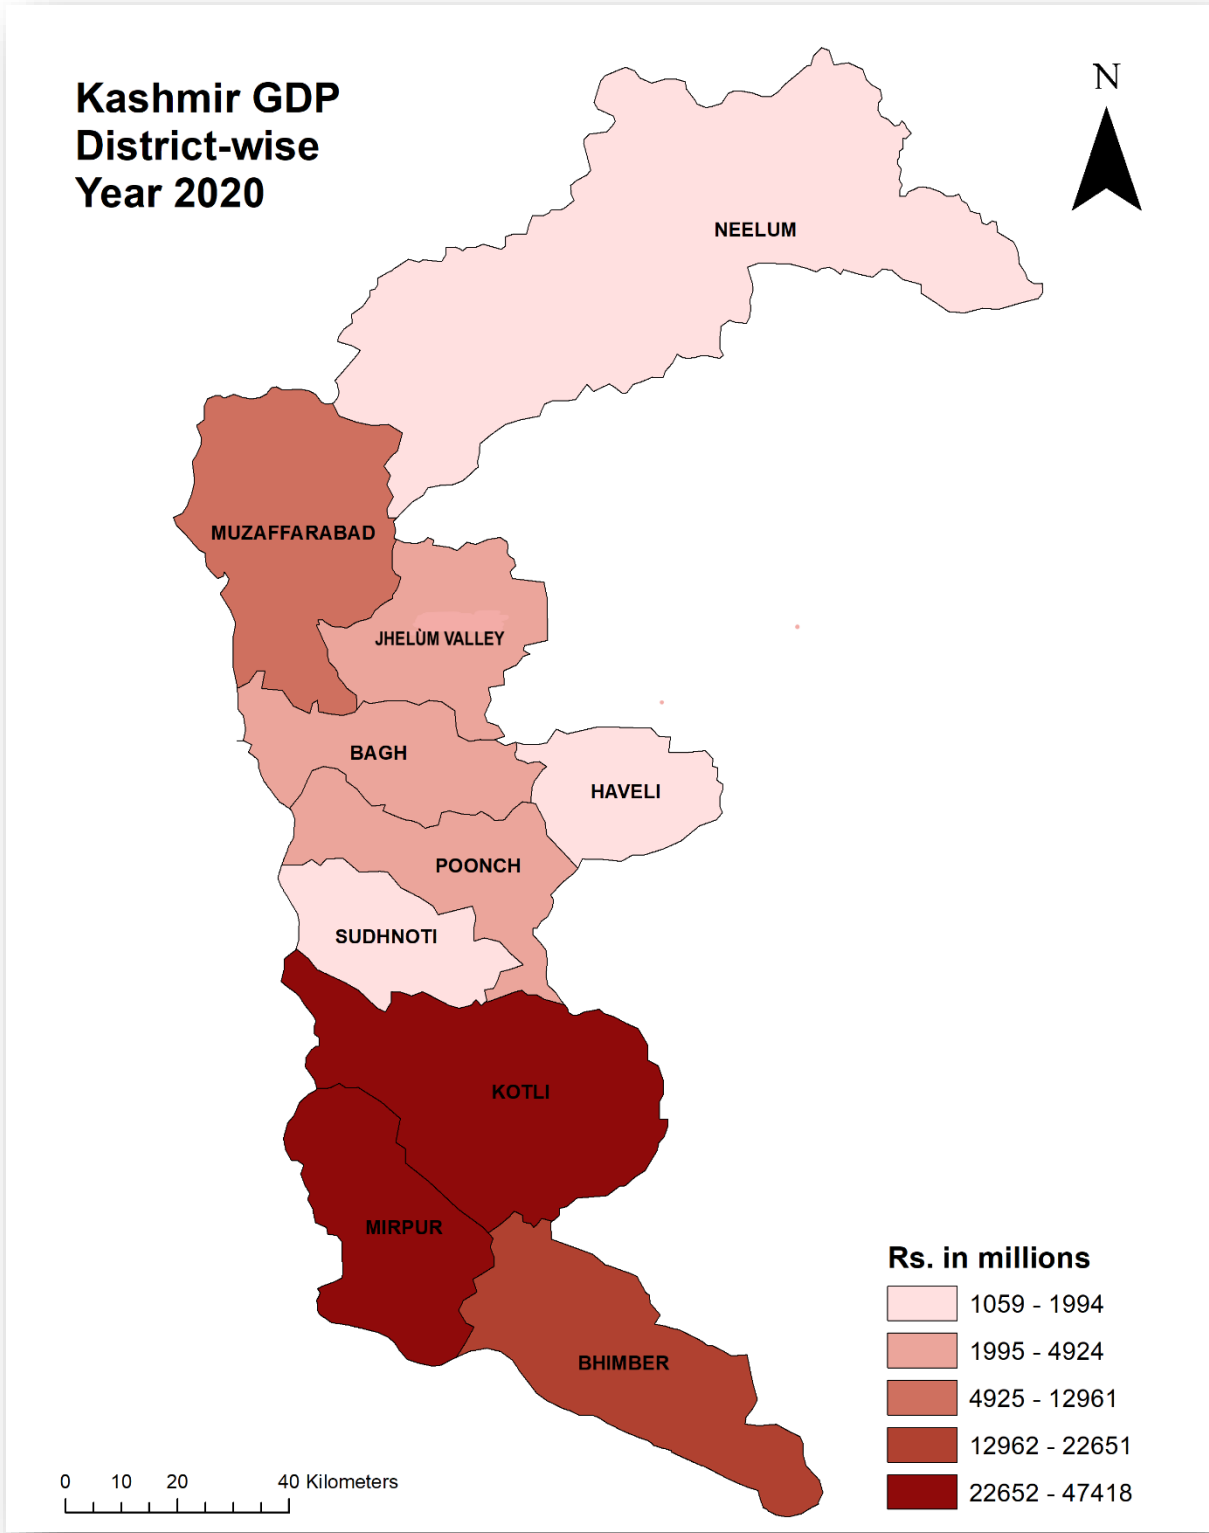 Kashmir GDP
District-wise
Year 2020
N
NEELUM
MUZAFFARABAD
JHELÙM VALLEY
BAGH
HAVELI
POONCH
SUDHNOTI
KOTLI
MIRPUR
BHIMBER
Rs. in millions
1059 - 1994
1995 - 4924
4925 - 12961
12962 - 22651
22652 - 47418
0 10 20 40 Kilometers